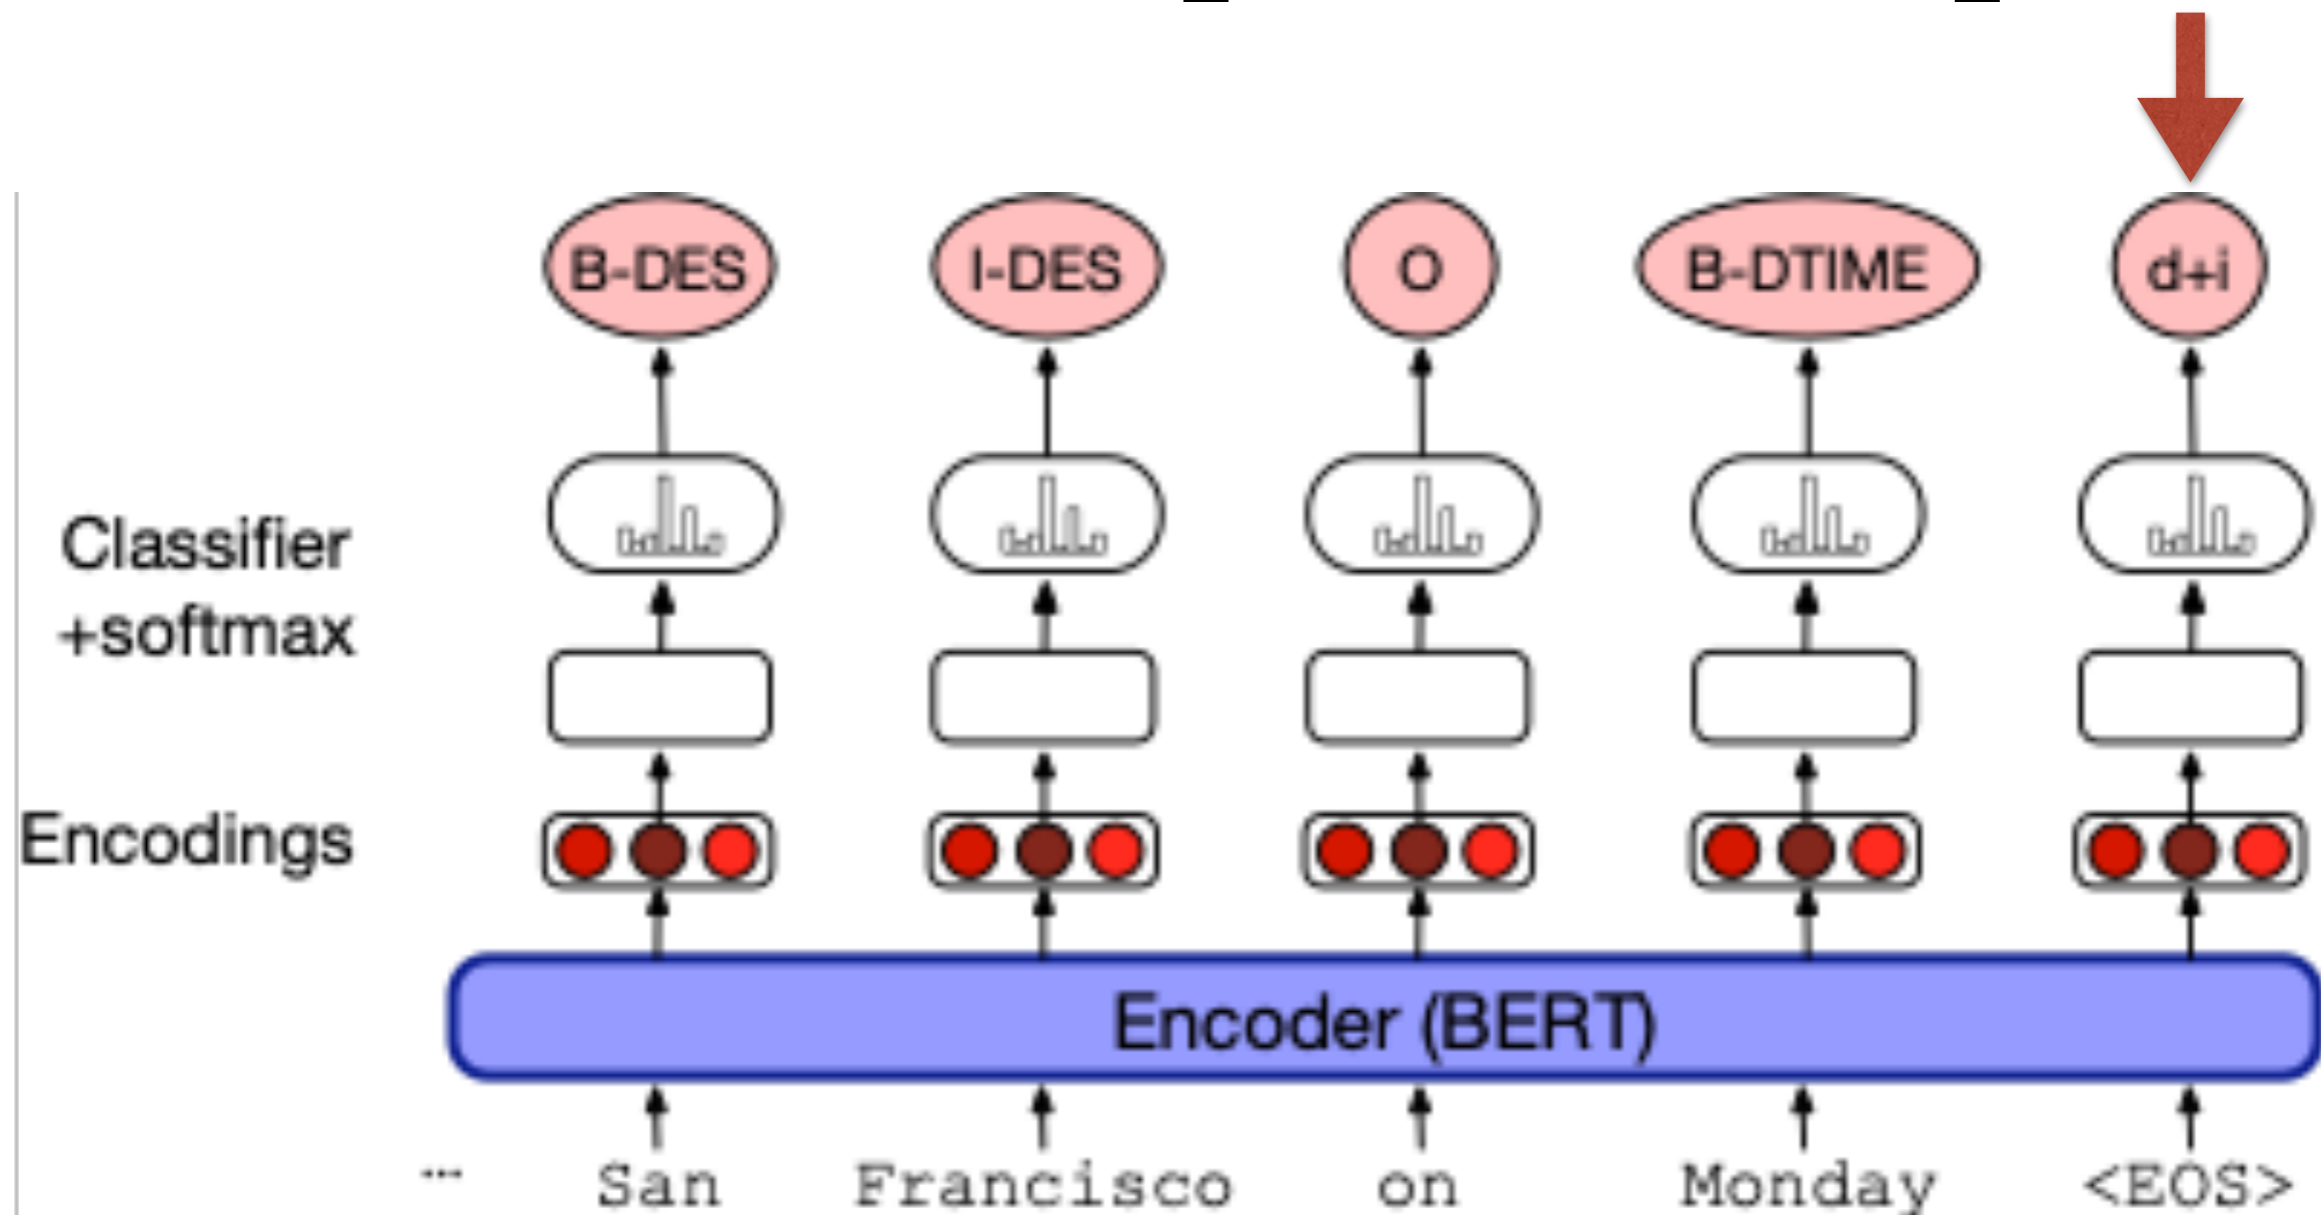 B-DES I-DES O B-DTIME d+i
Classifier
+softmax
Encodings
Encoder (BERT)
... San Francisco on Monday <EOS>